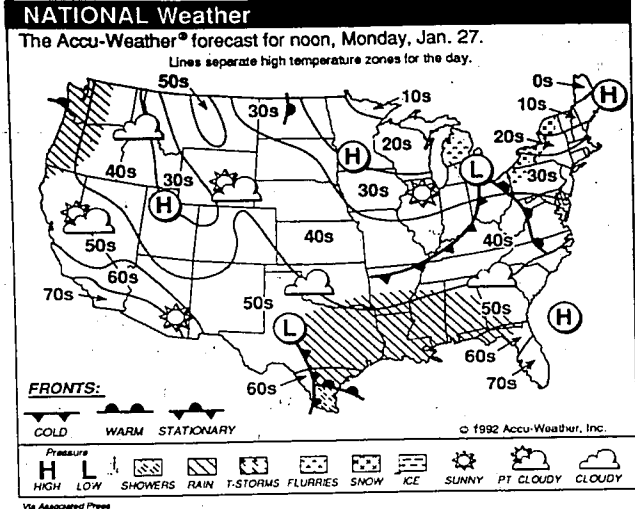 NATIONAL Weather
The Accu-Weather® forecast for noon, Monday, Jan. 27.
Lines separate high temperature zones for the day.
50s
0s
H
10s
30s
10s
20s
20s
H
L
40s
30s
30s
30s
H
50s
40s
40s
60s
70s
50s
50s
H
L
60s
60s
70s
FRONTS:
COLD WARM STATIONARY
© 1992 Accu-Weather, Inc.
Pressure
H L
HIGH LOW SHOWERS RAIN T-STORMS FLURRIES SNOW ICE SUNNY PT CLOUDY CLOUDY
Via Associated Press